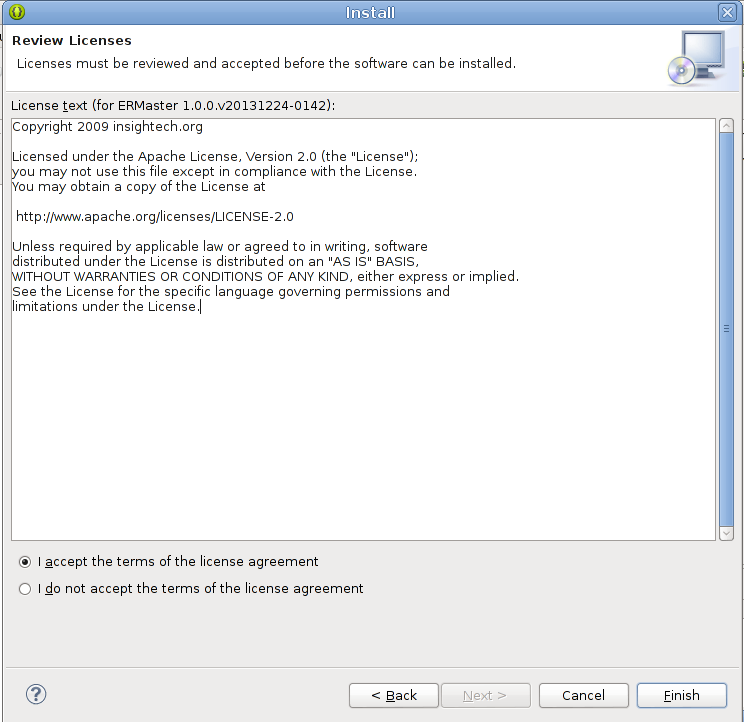 Install
Review Licenses
Licenses must be reviewed and accepted before the software can be installed.
License text (for ERMaster 1.0.0.v20131224-0142):
Copyright 2009 insightech.org
Licensed under the Apache License, Version 2.0 (the "License");
you may not use this file except in compliance with the License.
You may obtain a copy of the License at
http://www.apache.org/licenses/LICENSE-2.0
Unless required by applicable law or agreed to in writing, software
distributed under the License is distributed on an "AS IS" BASIS,
WITHOUT WARRANTIES OR CONDITIONS OF ANY KIND, either express or implied.
See the License for the specific language governing permissions and
limitations under the License.
I accept the terms of the license agreement
I do not accept the terms of the license agreement
? < Back Next > Cancel Finish